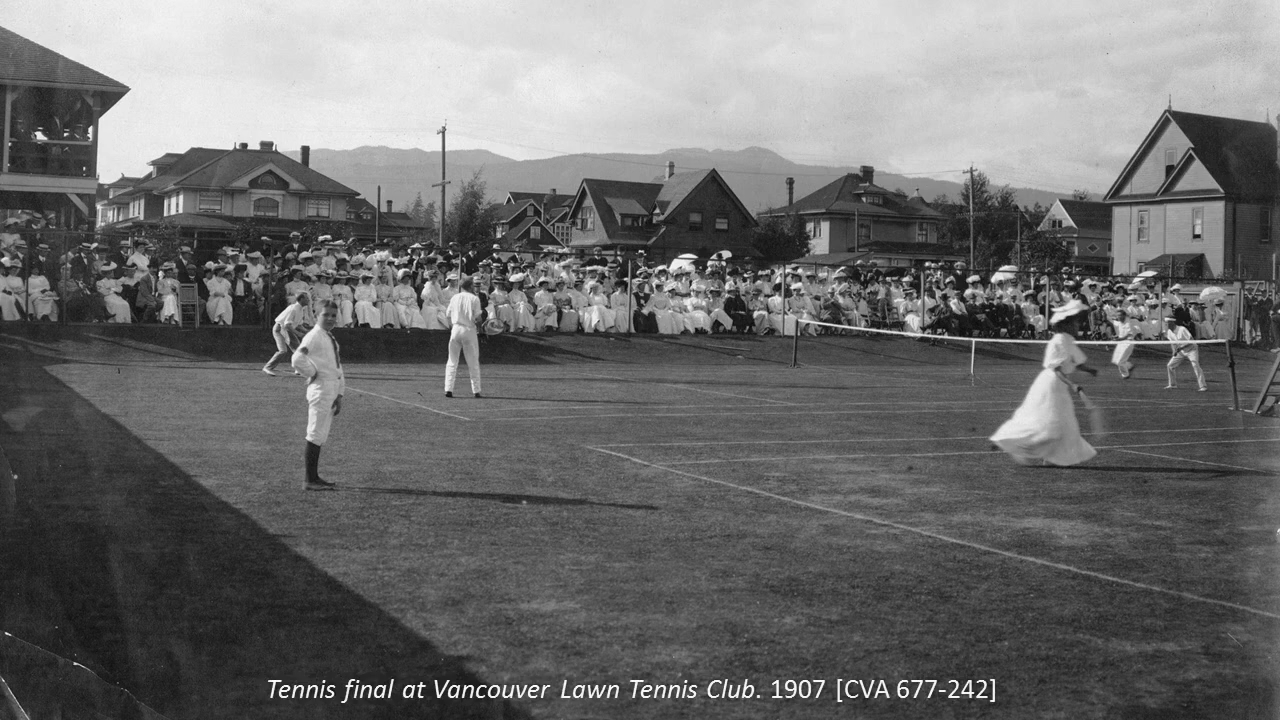 Tennis final at Vancouver Lawn Tennis Club. 1907 [CVA 677-242]